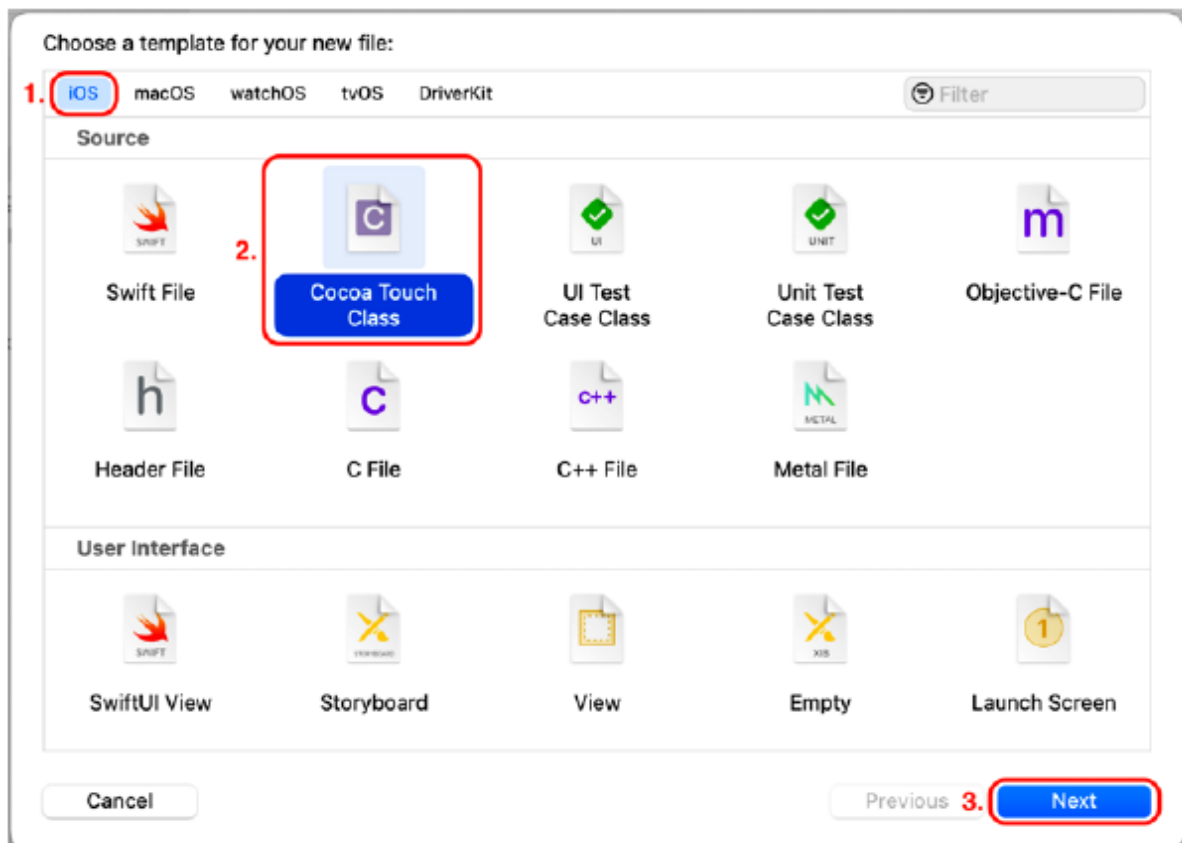 Choose a template for your new file:
1. iOS macOS watchOS tvOS DriverKit Filter
Source
SWIFT UI UNIT m
2.
Swift File Cocoa Touch Class UI Test Case Class Unit Test Case Class Objective-C File
h C C++ METAL
Header File C File C++ File Metal File
User Interface
SWIFT STORYBOARD XIB 1
SwiftUI View Storyboard View Empty Launch Screen
Cancel Previous 3. Next